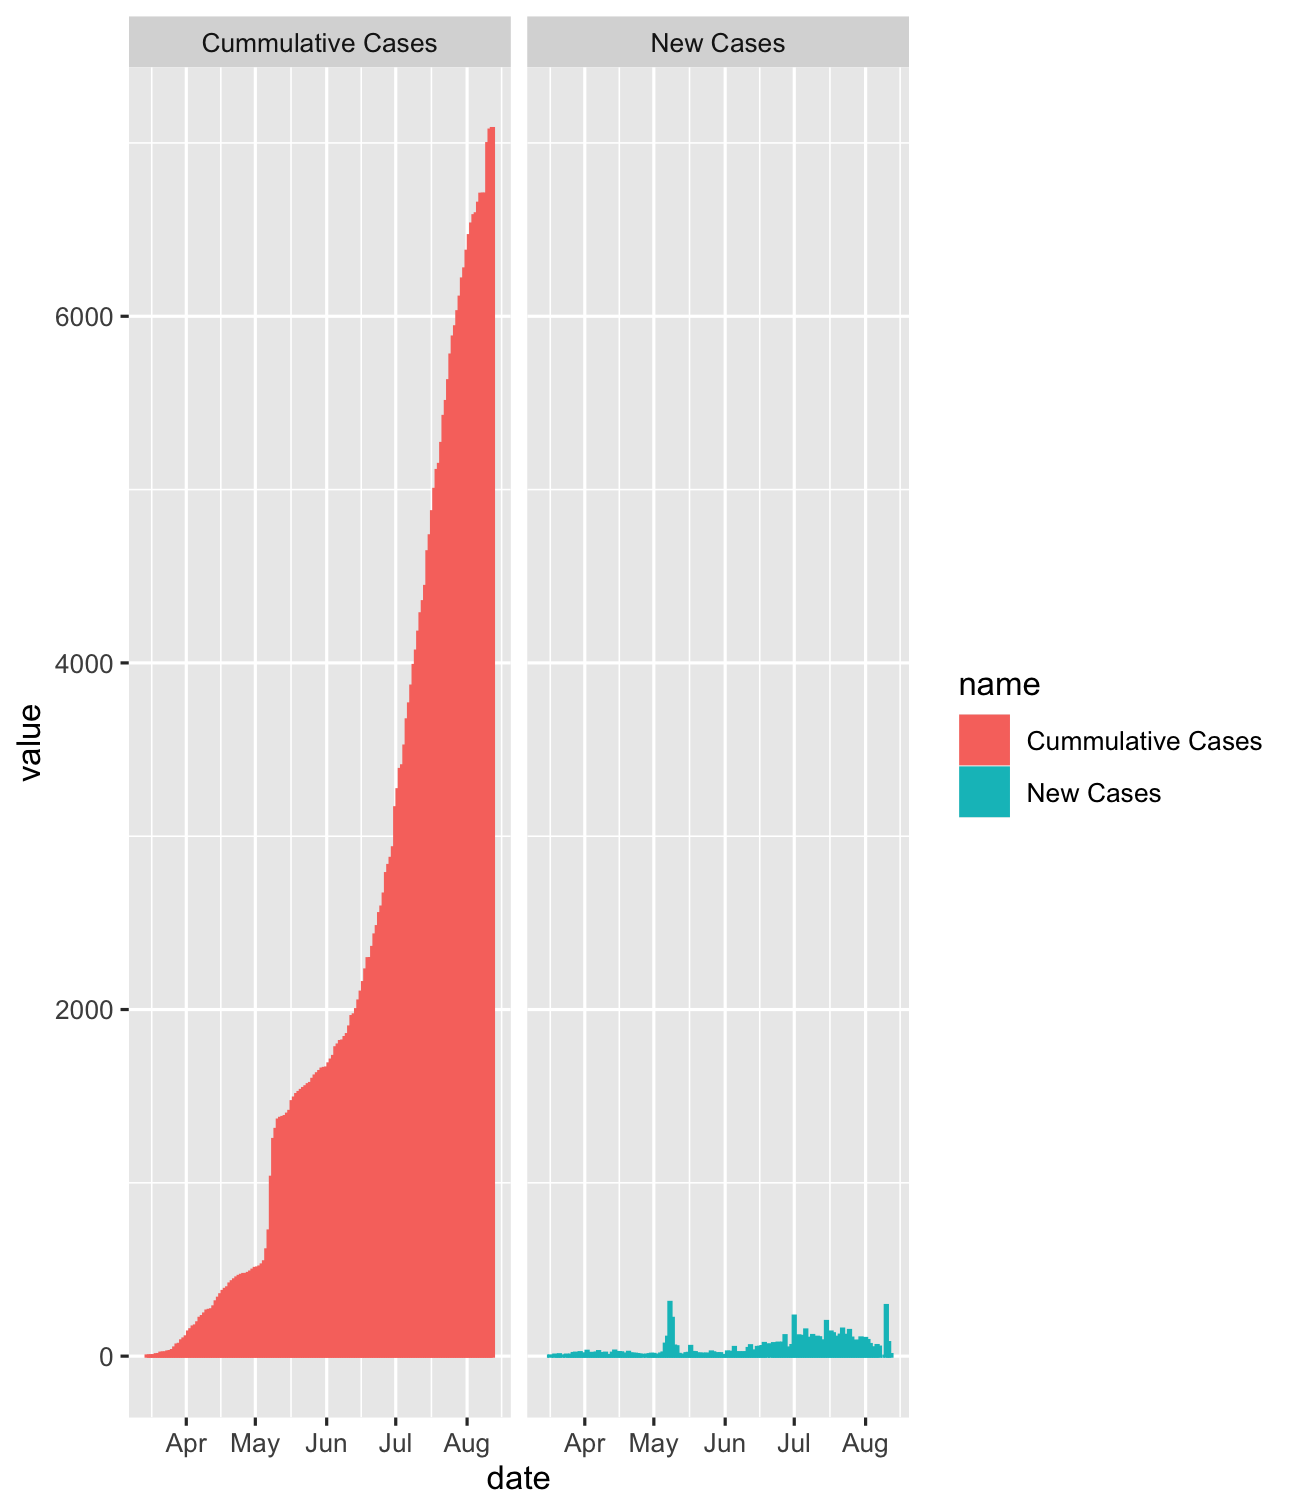 Cummulative Cases
New Cases
6000
4000
2000
0
value
Apr May Jun Jul Aug
Apr May Jun Jul Aug
date
name
Cummulative Cases
New Cases